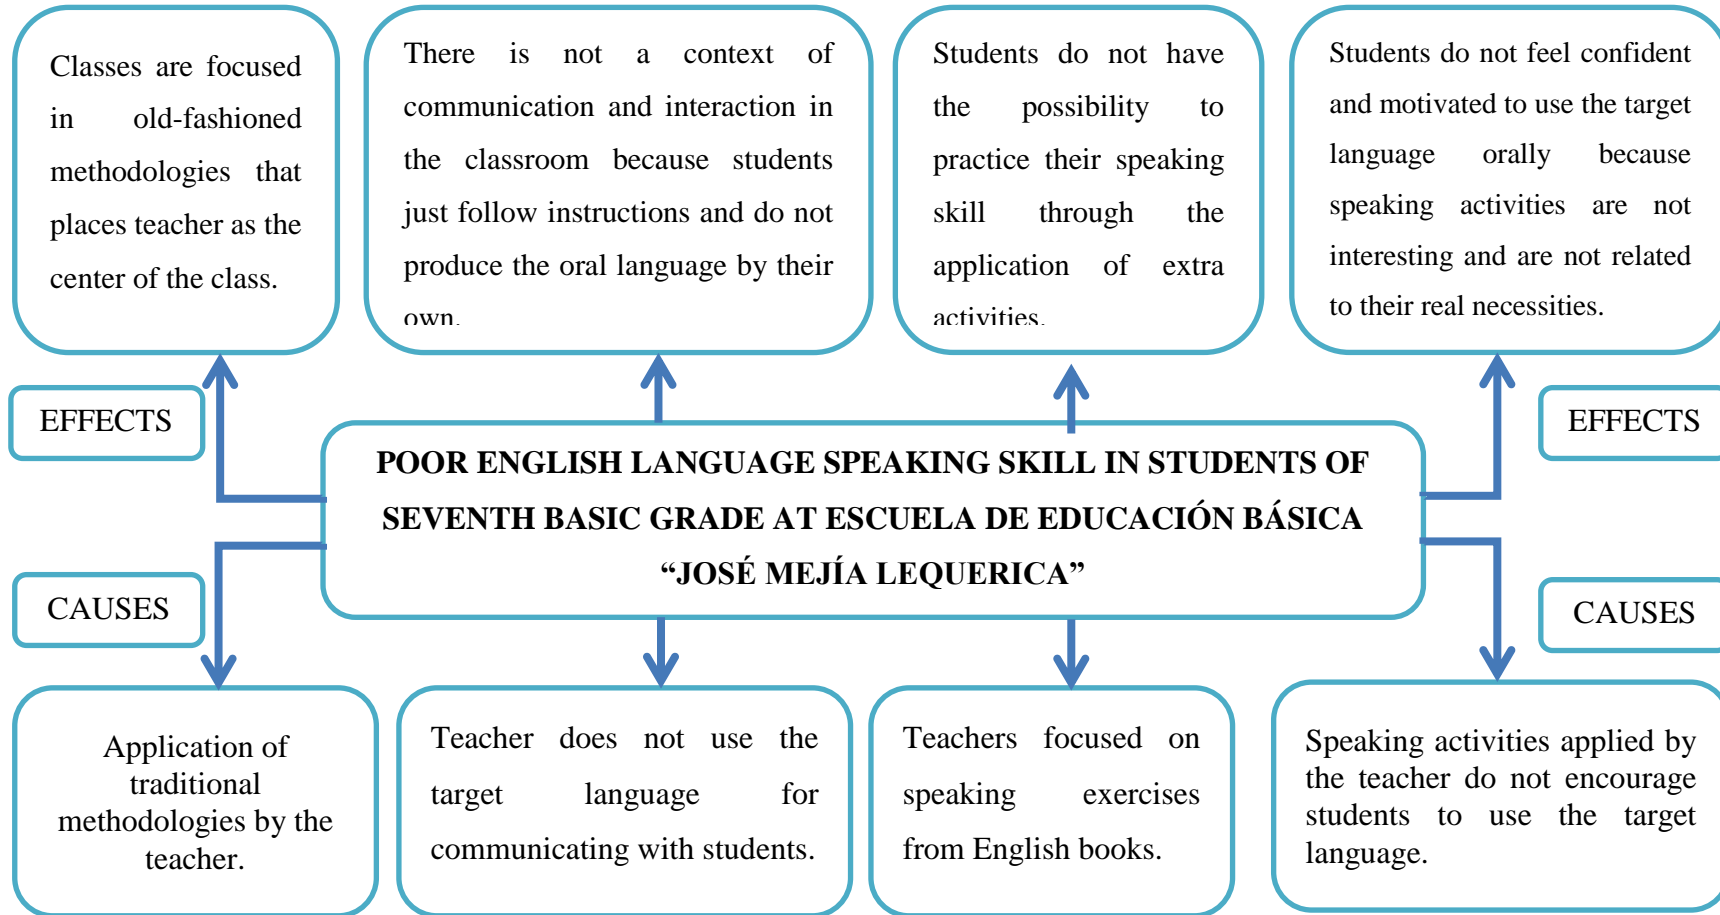 Classes are focused
in old-fashioned
methodologies that
places teacher as the
center of the class.
There is not a context of
communication and interaction in
the classroom because students
just follow instructions and do not
produce the oral language by their
own.
Students do not have
the possibility to
practice their speaking
skill through the
application of extra
activities.
Students do not feel confident
and motivated to use the target
language orally because
speaking activities are not
interesting and are not related
to their real necessities.
EFFECTS
EFFECTS
POOR ENGLISH LANGUAGE SPEAKING SKILL IN STUDENTS OF
SEVENTH BASIC GRADE AT ESCUELA DE EDUCACIÓN BÁSICA
“JOSÉ MEJÍA LEQUERICA”
CAUSES
CAUSES
Application of
traditional
methodologies by the
teacher.
Teacher does not use the
target language for
communicating with students.
Teachers focused on
speaking exercises
from English books.
Speaking activities applied by
the teacher do not encourage
students to use the target
language.